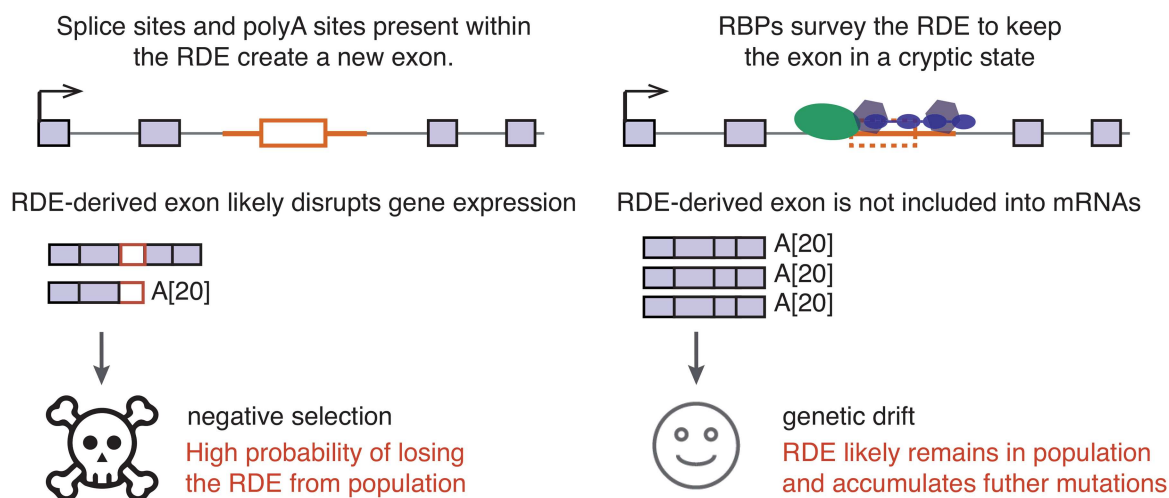 Splice sites and polyA sites present within
the RDE create a new exon.
RDE-derived exon likely disrupts gene expression
A[20]
negative selection
High probability of losing
the RDE from population
RBPs survey the RDE to keep
the exon in a cryptic state
RDE-derived exon is not included into mRNAs
A[20]
A[20]
A[20]
genetic drift
RDE likely remains in population
and accumulates futher mutations